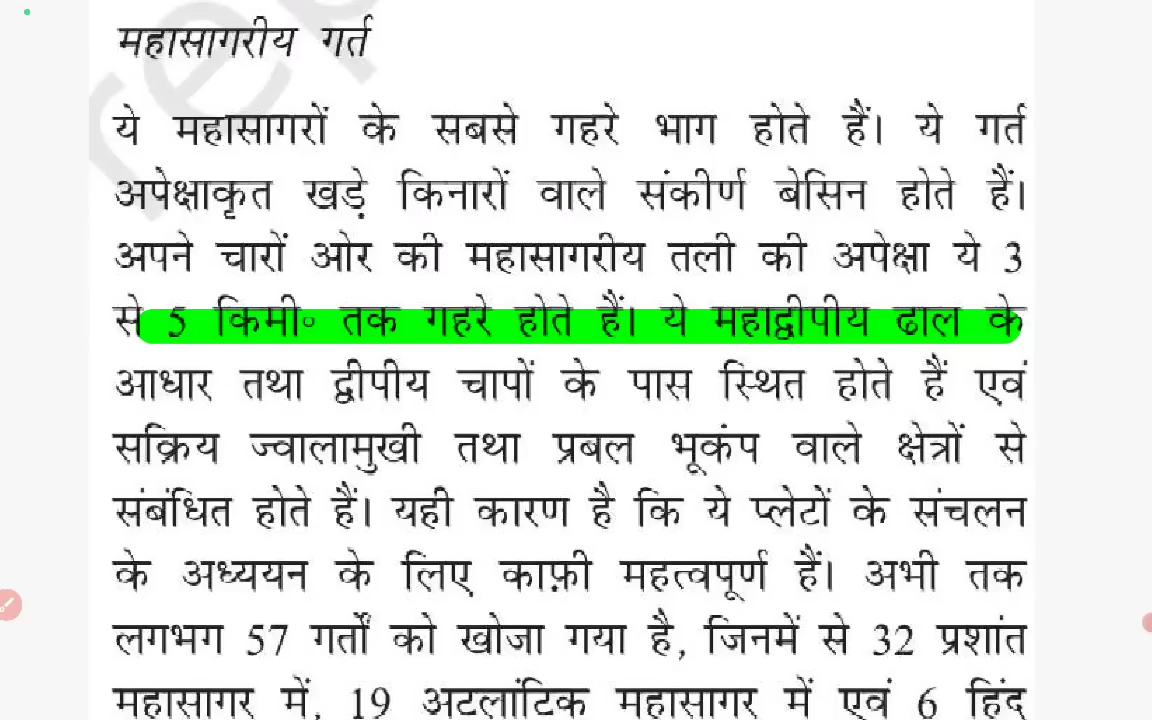 महासागरीय गर्त
ये महासागरों के सबसे गहरे भाग होते हैं। ये गर्त
अपेक्षाकृत खड़े किनारों वाले संकीर्ण बेसिन होते हैं।
अपने चारों ओर की महासागरीय तली की अपेक्षा ये 3
से 5 किमी॰ तक गहरे होते हैं। ये महाद्वीपीय ढाल के
आधार तथा द्वीपीय चापों के पास स्थित होते हैं एवं
सक्रिय ज्वालामुखी तथा प्रबल भूकंप वाले क्षेत्रों से
संबंधित होते हैं। यही कारण है कि ये प्लेटों के संचलन
के अध्ययन के लिए काफ़ी महत्वपूर्ण हैं। अभी तक
लगभग 57 गर्तों को खोजा गया है, जिनमें से 32 प्रशांत
महासागर में, 19 अटलांटिक महासागर में एवं 6 हिंद